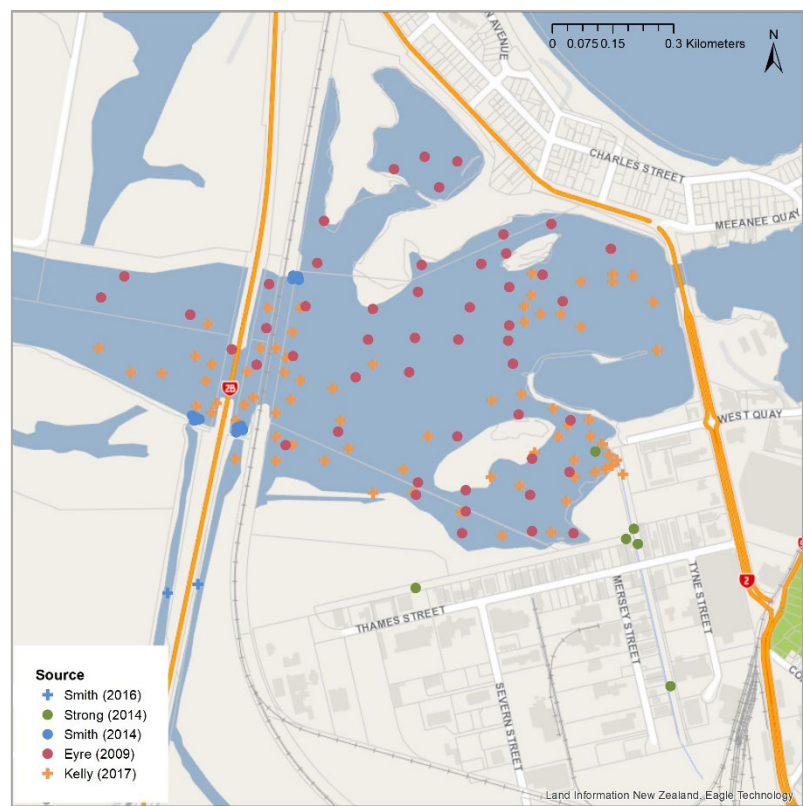 N AVENUE
0 0.075 0.15 0.3 Kilometers
N
CHARLES STREET
MEEANEE QUAY
2B
WEST QUAY
2
THAMES STREET
MERSEY STREET
TYNE STREET
SEVERN STREET
Source
Smith (2016)
Strong (2014)
Smith (2014)
Eyre (2009)
Kelly (2017)
Land Information New Zealand, Eagle Technology